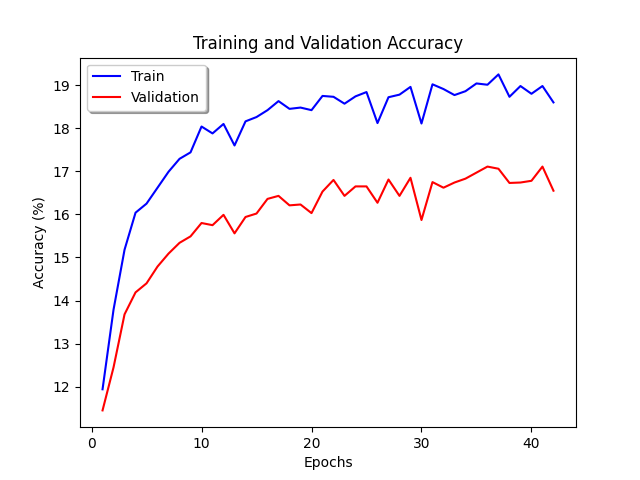 Training and Validation Accuracy
Train
Validation
19
18
17
16
15
14
13
12
Accuracy (%)
0 10 20 30 40
Epochs